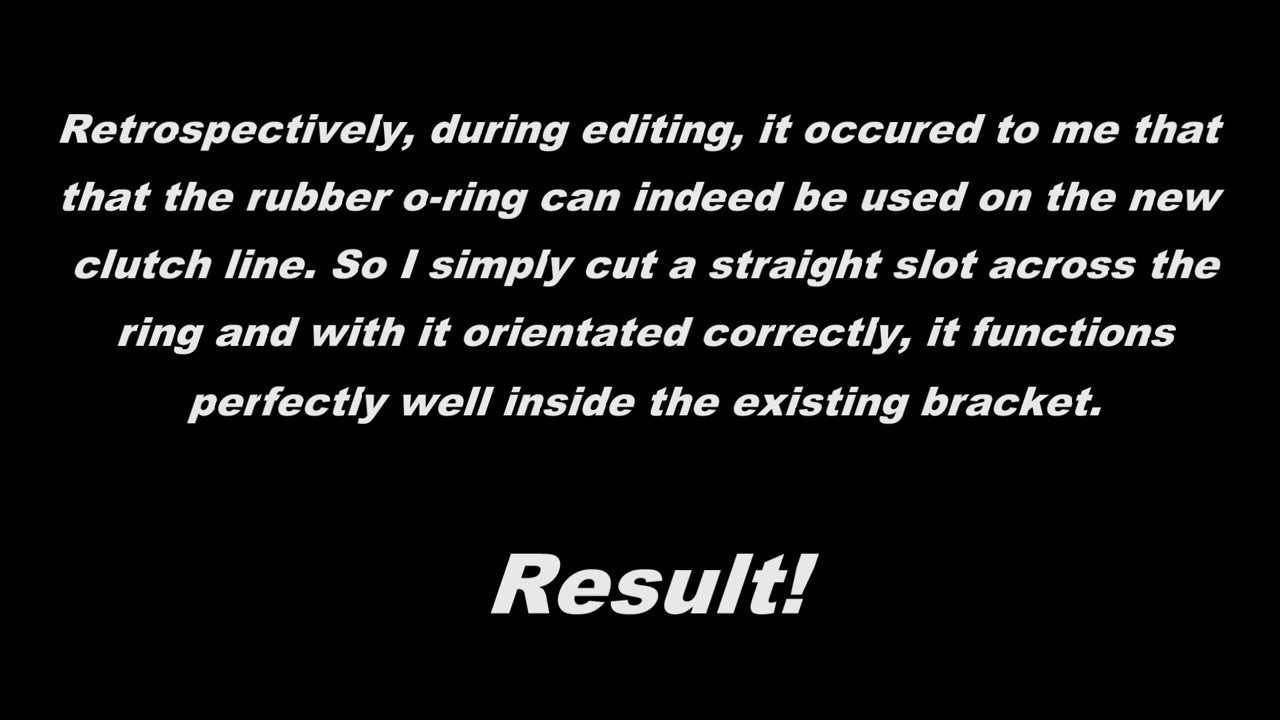 Retrospectively, during editing, it occured to me that
that the rubber o-ring can indeed be used on the new
clutch line. So I simply cut a straight slot across the
ring and with it orientated correctly, it functions
perfectly well inside the existing bracket.
Result!